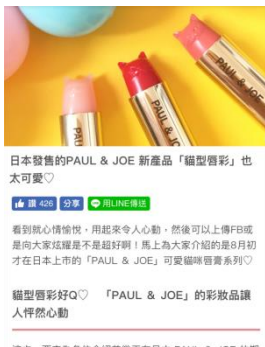 PAUL & JOE
PAUL &
PAUL & JO
日本發售的PAUL & JOE 新產品「貓型唇彩」也
太可愛♡
讚 426 分享 用LINE傳送
看到就心情愉悅，用起來令人心動，然後可以上傳FB或
是向大家炫耀是不是超好啊！馬上為大家介紹的是8月初
才在日本上市的「PAUL & JOE」可愛貓咪唇膏系列♡
貓型唇彩好Q♡ 「PAUL & JOE」的彩妝品讓
人怦然心動